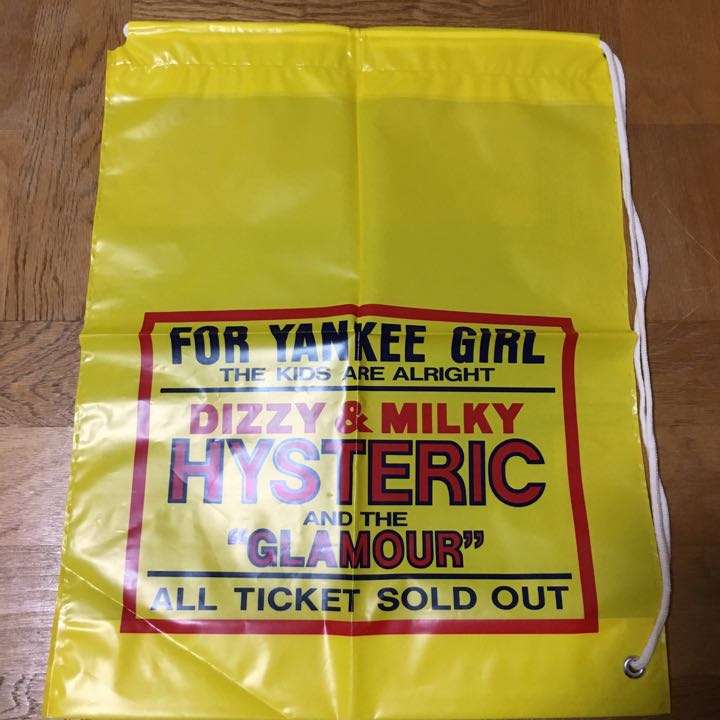 FOR YANKEE GIRL
THE KIDS ARE ALRIGHT
DIZZY & MILKY
HYSTERIC
AND THE
"GLAMOUR"
ALL TICKET SOLD OUT